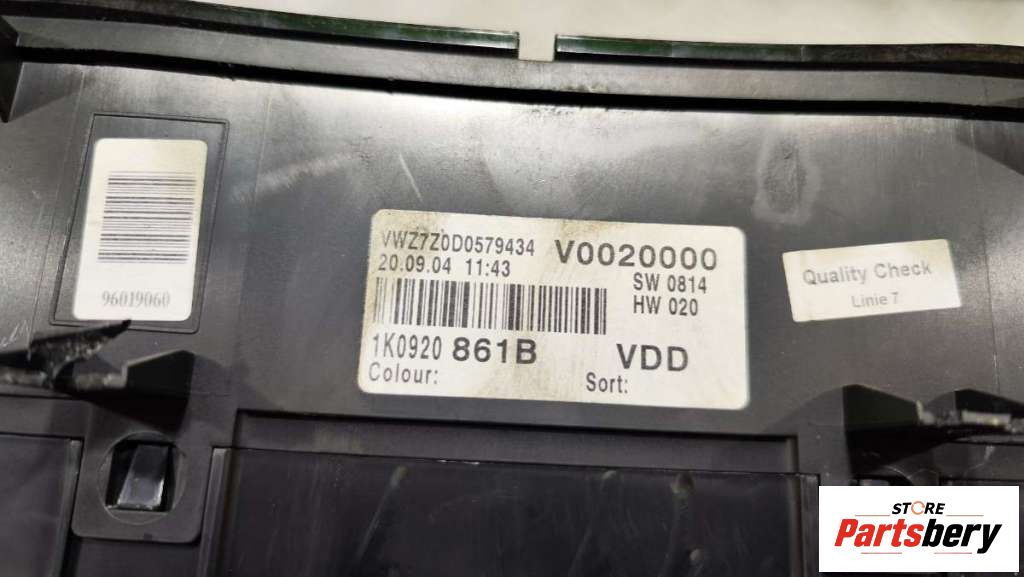 96019060
VWZ7Z0D0579434 V0020000
20.09.04 11:43 SW 0814
HW 020
1K0920 861B VDD
Colour: Sort:
Quality Check
Linie 7
STORE
Partsbery